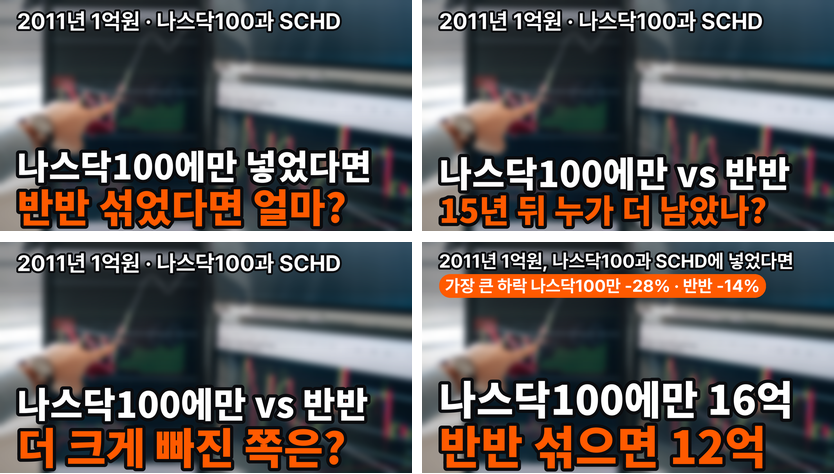 2011년 1억원 · 나스닥100과 SCHD
나스닥100에만 넣었다면
반반 섞었다면 얼마?
2011년 1억원 · 나스닥100과 SCHD
나스닥100에만 vs 반반
15년 뒤 누가 더 남았나?
2011년 1억원 · 나스닥100과 SCHD
나스닥100에만 vs 반반
더 크게 빠진 쪽은?
2011년 1억원, 나스닥100과 SCHD에 넣었다면
가장 큰 하락 나스닥100만 -28% · 반반 -14%
나스닥100에만 16억
반반 섞으면 12억